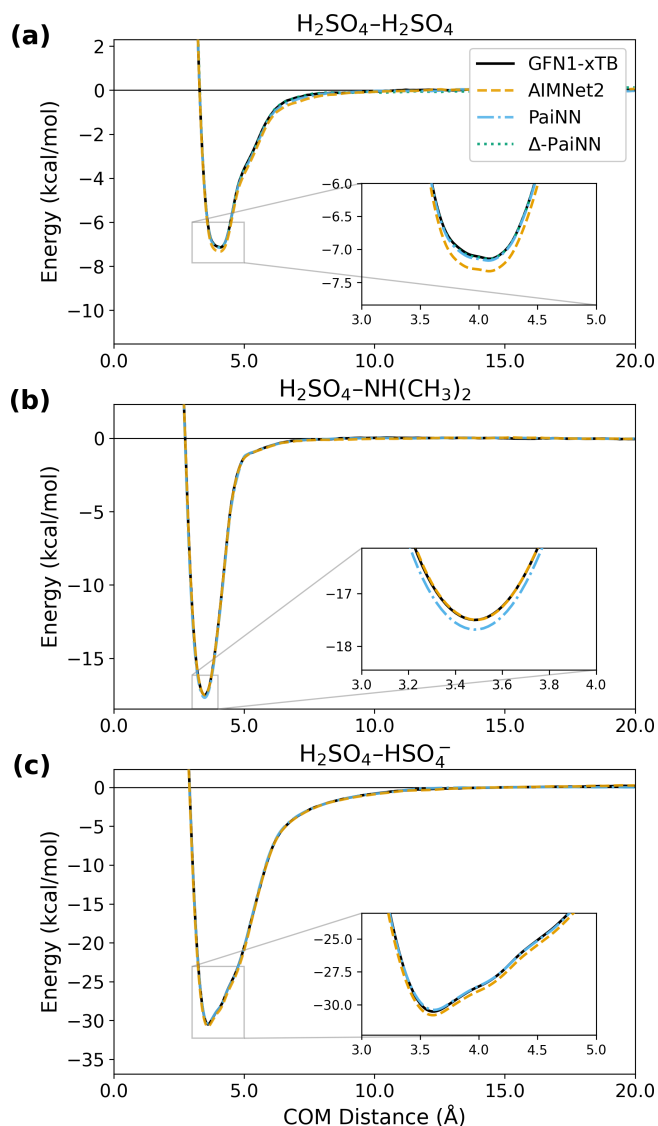 (a)
H₂SO₄–H₂SO₄
GFN1-xTB
AIMNet2
PaiNN
Δ-PaiNN
Energy (kcal/mol)
2
0
−2
−4
−6
−8
−10
0.0 5.0 10.0 15.0 20.0
−6.0
−6.5
−7.0
−7.5
3.0 3.5 4.0 4.5 5.0
(b)
H₂SO₄–NH(CH₃)₂
Energy (kcal/mol)
0
−5
−10
−15
0.0 5.0 10.0 15.0 20.0
−17
−18
3.0 3.2 3.4 3.6 3.8 4.0
(c)
H₂SO₄–HSO₄⁻
Energy (kcal/mol)
0
−5
−10
−15
−20
−25
−30
−35
0.0 5.0 10.0 15.0 20.0
−25.0
−27.5
−30.0
3.0 3.5 4.0 4.5 5.0
COM Distance (Å)